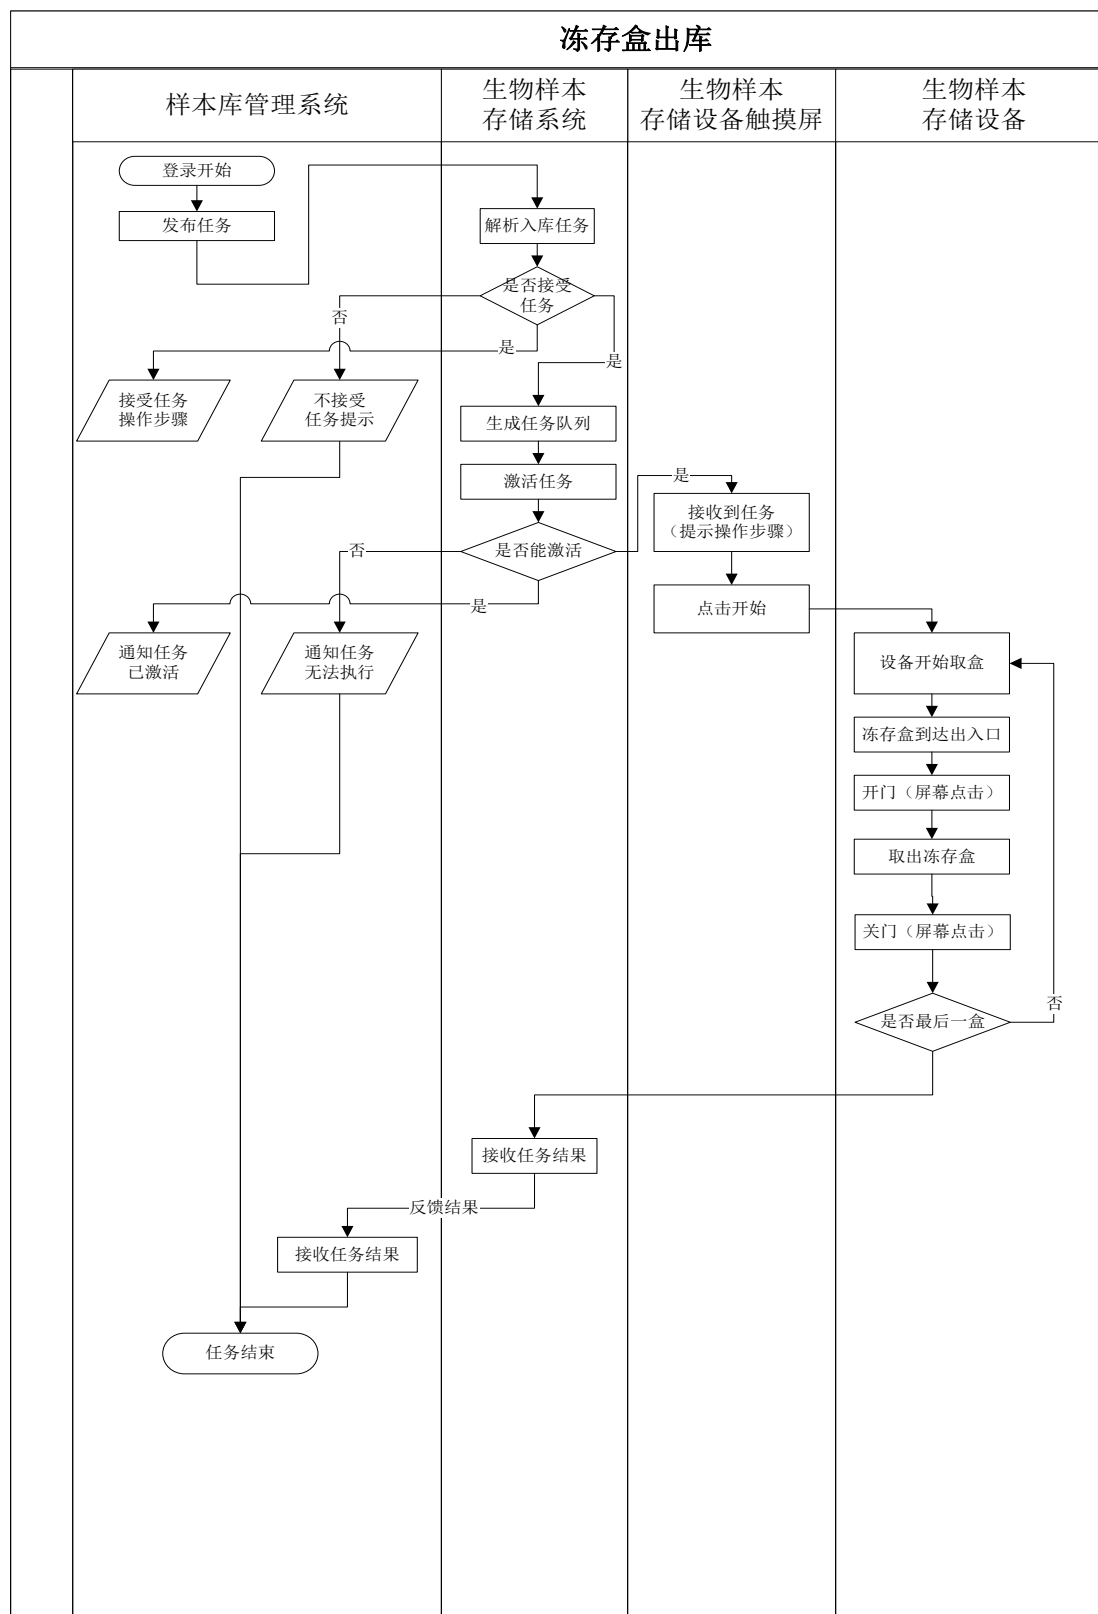 冻存盒出库
样本库管理系统
生物样本
存储系统
生物样本
存储设备触摸屏
生物样本
存储设备
登录开始
发布任务
解析入库任务
是否接受
任务
否
是
是
接受任务
操作步骤
不接受
任务提示
生成任务队列
激活任务
是
接收到任务
（提示操作步骤）
否
是否能激活
是
点击开始
通知任务
已激活
通知任务
无法执行
设备开始取盒
冻存盒到达出入口
开门（屏幕点击）
取出冻存盒
关门（屏幕点击）
否
是否最后一盒
接收任务结果
反馈结果
接收任务结果
任务结束